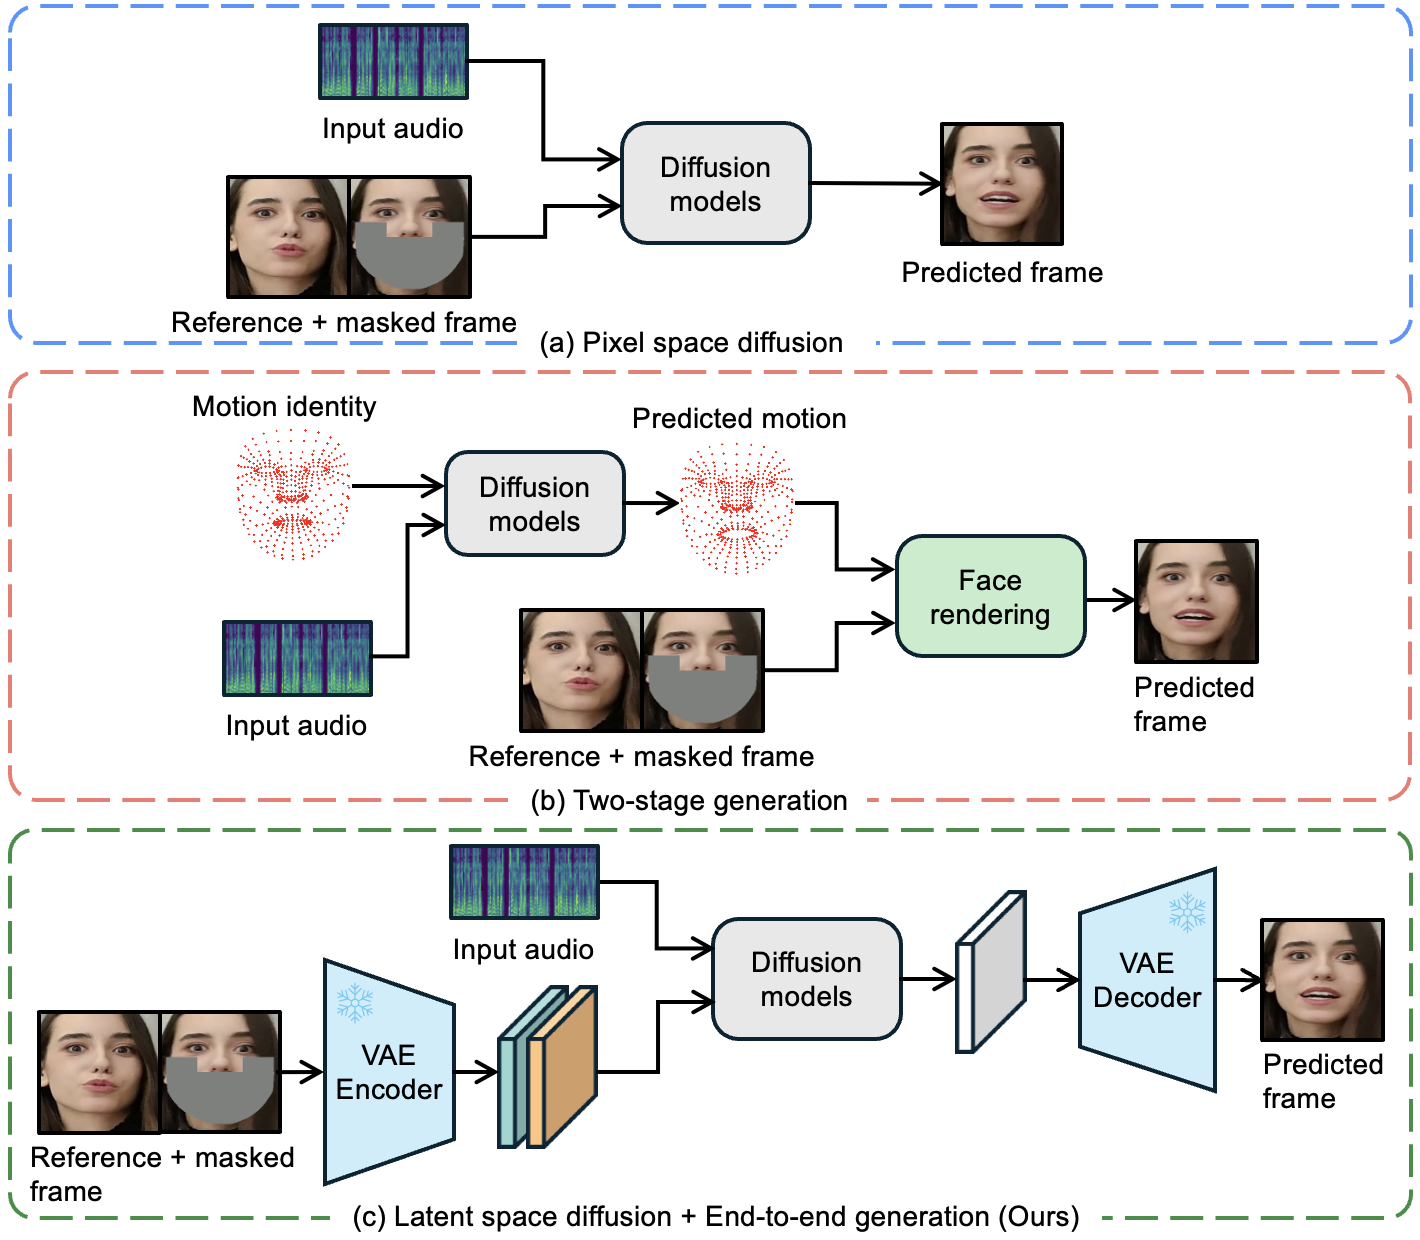 Input audio
Diffusion
models
Predicted frame
Reference + masked frame
(a) Pixel space diffusion
Motion identity
Predicted motion
Diffusion
models
Face
rendering
Input audio
Predicted
frame
Reference + masked frame
(b) Two-stage generation
Input audio
VAE
Encoder
Diffusion
models
VAE
Decoder
Predicted
frame
Reference + masked
frame
(c) Latent space diffusion + End-to-end generation (Ours)